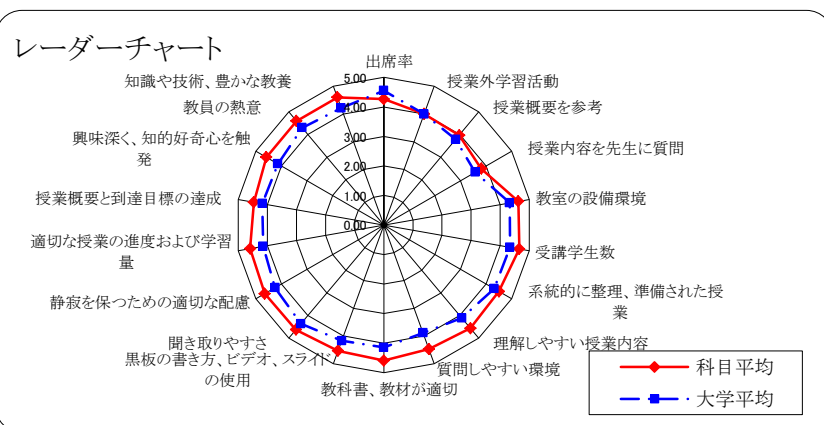 レーダーチャート
出席率
授業外学習活動
授業概要を参考
授業内容を先生に質問
教室の設備環境
受講学生数
系統的に整理、準備された授
業
理解しやすい授業内容
質問しやすい環境
教科書、教材が適切
黒板の書き方、ビデオ、スライド
の使用
聞き取りやすさ
静寂を保つための適切な配慮
適切な授業の進度および学習
量
授業概要と到達目標の達成
興味深く、知的好奇心を触
発
教員の熱意
知識や技術、豊かな教養
5.00
4.00
3.00
2.00
1.00
0.00
科目平均
大学平均